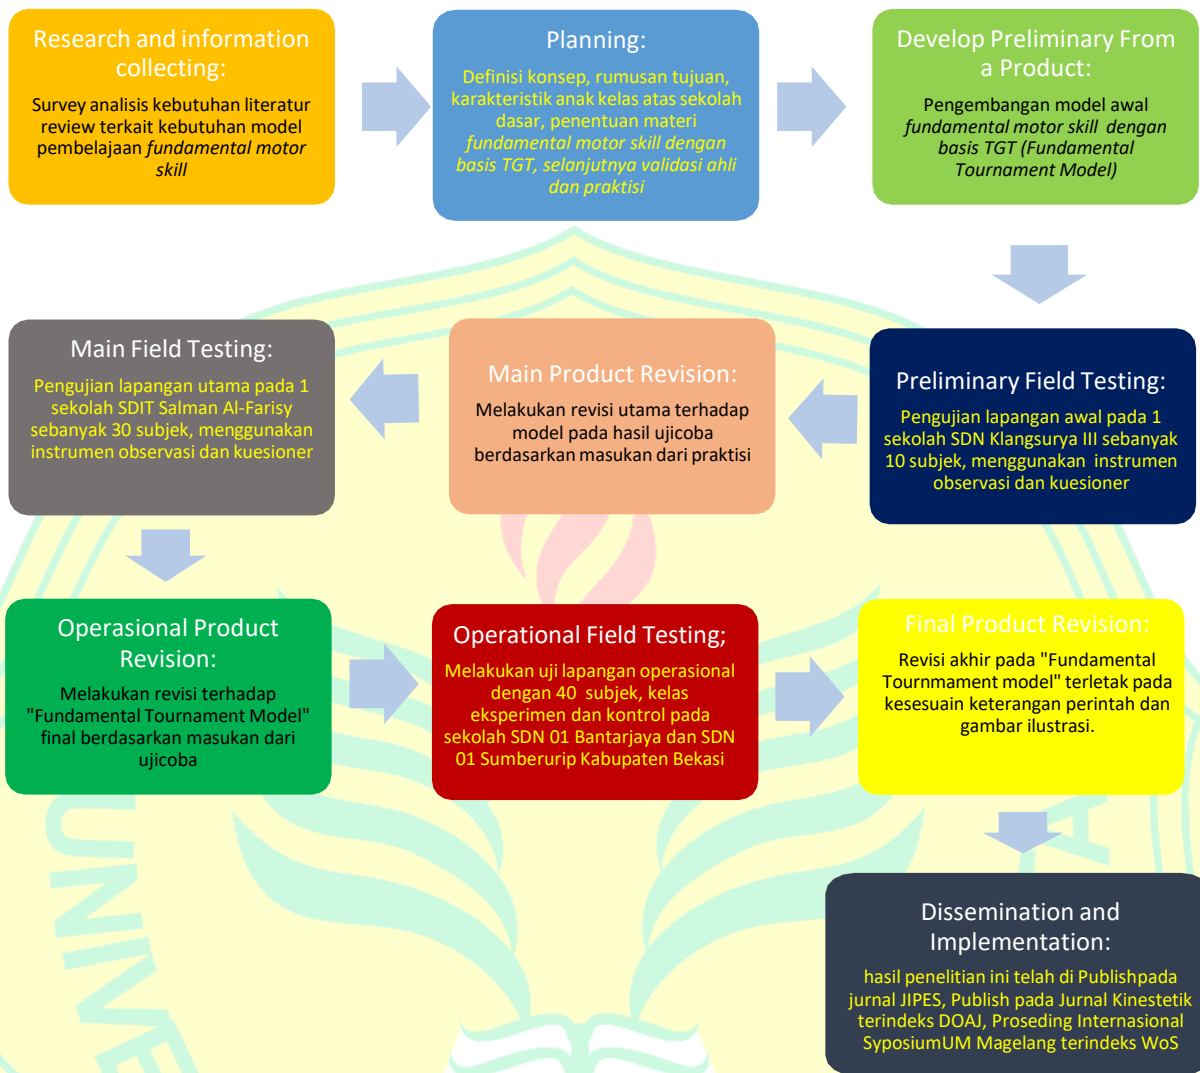 Research and information
collecting:
Survey analisis kebutuhan literatur
review terkait kebutuhan model
pembelajaan fundamental motor
skill
Planning:
Definisi konsep, rumusan tujuan,
karakteristik anak kelas atas sekolah
dasar, penentuan materi
fundamental motor skill dengan
basis TGT, selanjutnya validasi ahli
dan praktisi
Develop Preliminary From
a Product:
Pengembangan model awal
fundamental motor skill dengan
basis TGT (Fundamental
Tournament Model)
Preliminary Field Testing:
Pengujian lapangan awal pada 1
sekolah SDN Klangsurya III sebanyak
10 subjek, menggunakan instrumen
observasi dan kuesioner
Main Product Revision:
Melakukan revisi utama terhadap
model pada hasil ujicoba
berdasarkan masukan dari praktisi
Main Field Testing:
Pengujian lapangan utama pada 1
sekolah SDIT Salman Al-Farisy
sebanyak 30 subjek, menggunakan
instrumen observasi dan kuesioner
Operasional Product
Revision:
Melakukan revisi terhadap
"Fundamental Tournament Model"
final berdasarkan masukan dari
ujicoba
Operational Field Testing;
Melakukan uji lapangan operasional
dengan 40 subjek, kelas
eksperimen dan kontrol pada
sekolah SDN 01 Bantarjaya dan SDN
01 Sumberurip Kabupaten Bekasi
Final Product Revision:
Revisi akhir pada "Fundamental
Tournmament model" terletak pada
kesesuain keterangan perintah dan
gambar ilustrasi.
Dissemination and
Implementation:
hasil penelitian ini telah di Publishpada
jurnal JIPES, Publish pada Jurnal Kinestetik
terindeks DOAJ, Proseding Internasional
SyposiumUM Magelang terindeks WoS